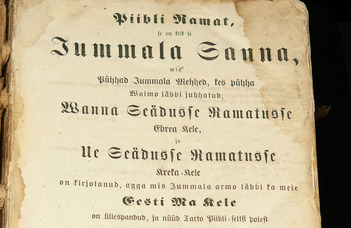 Piibli Ramat,
se on keik se
Jummala Sanna,
mis
Pühhad Jummala Mehhed, kes pühha
Waimo läbbi juhhatud,
Wanna Seädusse Ramatusse
Ebrea Kele,
ja
Ue Seädusse Ramatusse
Kreka-Kele
on kirjotanud, agga mis Jummala armo läbbi ka meie
Eesti Ma Kele
on üllespandud, ja nüüd Tarto Piibli-seltsi polest